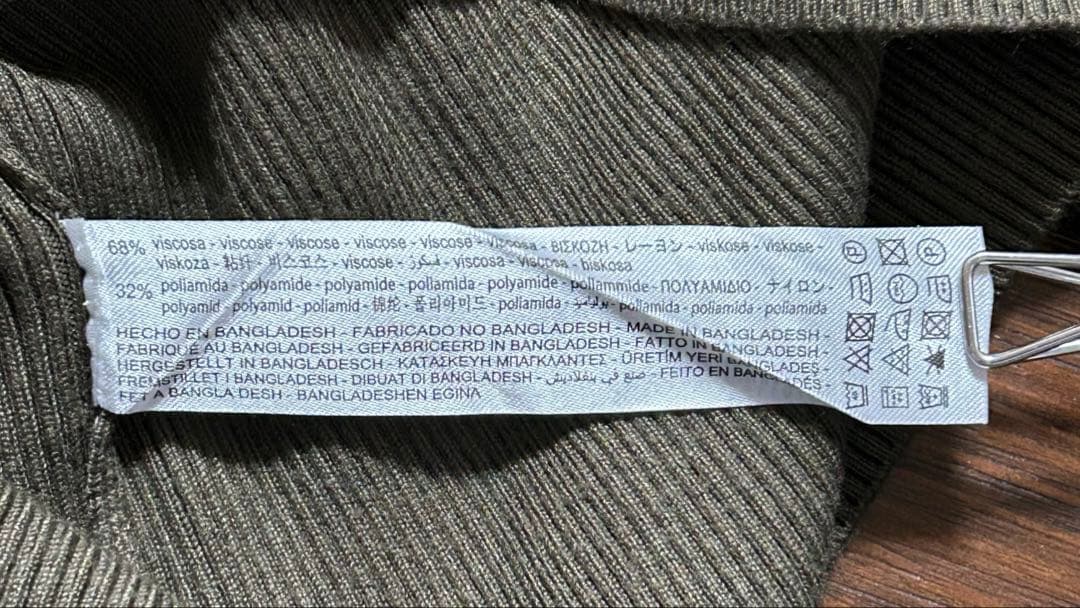 68% viscosa - viscose - viscose - viscose - viscose - viscosa - ΒΙΣΚΟΖΗ - レーヨン - viskose - viskose -
viskoza - 粘纤 - 비스코스 - viscose - فسكوز - viscosa - viscosa - biskosa
32% poliamida - polyamide - polyamide - poliamida - polyamide - poliammide - ΠΟΛΥΑΜΙΔΙΟ - ナイロン -
polyamid - polyamid - poliamid - 锦纶 - 폴리아미드 - poliamida - بولياميد - poliamida - poliamida - poliamida
HECHO EN BANGLADESH - FABRICADO NO BANGLADESH - MADE IN BANGLADESH -
FABRIQUÉ AU BANGLADESH - GEFABRICEERD IN BANGLADESH - FATTO IN BANGLADESH -
HERGESTELLT IN BANGLADESCH - ΚΑΤΑΣΚΕΥΗ ΜΠΑΓΚΛΑΝΤΕΣ - ÜRETİM YERİ BANGLADEŞ -
FREMSTILLET I BANGLADESH - DIBUAT DI BANGLADESH - صنع في بنغلاديش - FEITO EN BANGLADÉS -
FET A BANGLA DESH - BANGLADESHEN EGINA